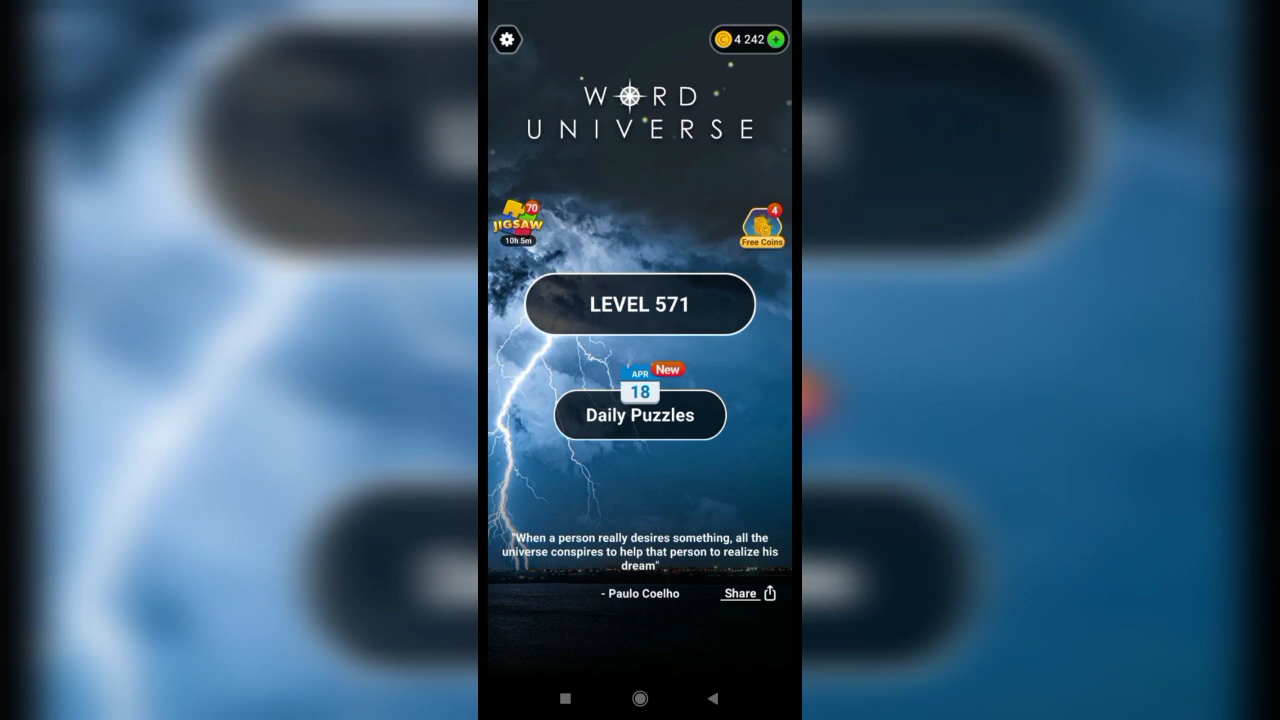 4 242
W RD
UNIVERSE
70
JIGSAW
10h 5m
4
Free Coins
LEVEL 571
APR
New
18
Daily Puzzles
"When a person really desires something, all the
universe conspires to help that person to realize his
dream"
- Paulo Coelho
Share